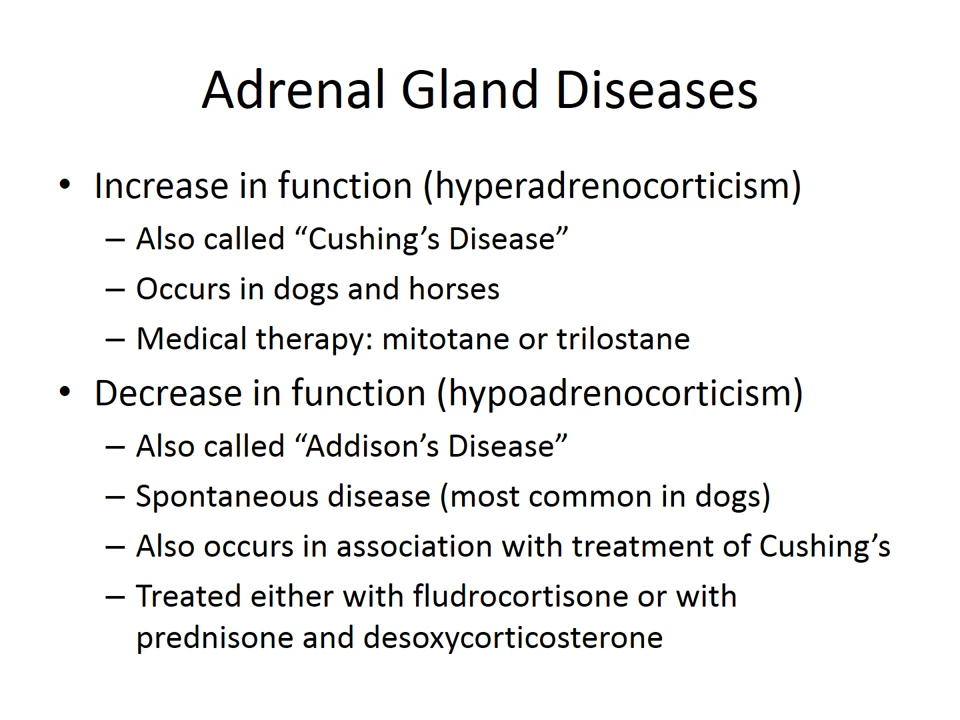 Adrenal Gland Diseases
• Increase in function (hyperadrenocorticism)
– Also called “Cushing’s Disease”
– Occurs in dogs and horses
– Medical therapy: mitotane or trilostane
• Decrease in function (hypoadrenocorticism)
– Also called “Addison’s Disease”
– Spontaneous disease (most common in dogs)
– Also occurs in association with treatment of Cushing’s
– Treated either with fludrocortisone or with
prednisone and desoxycorticosterone